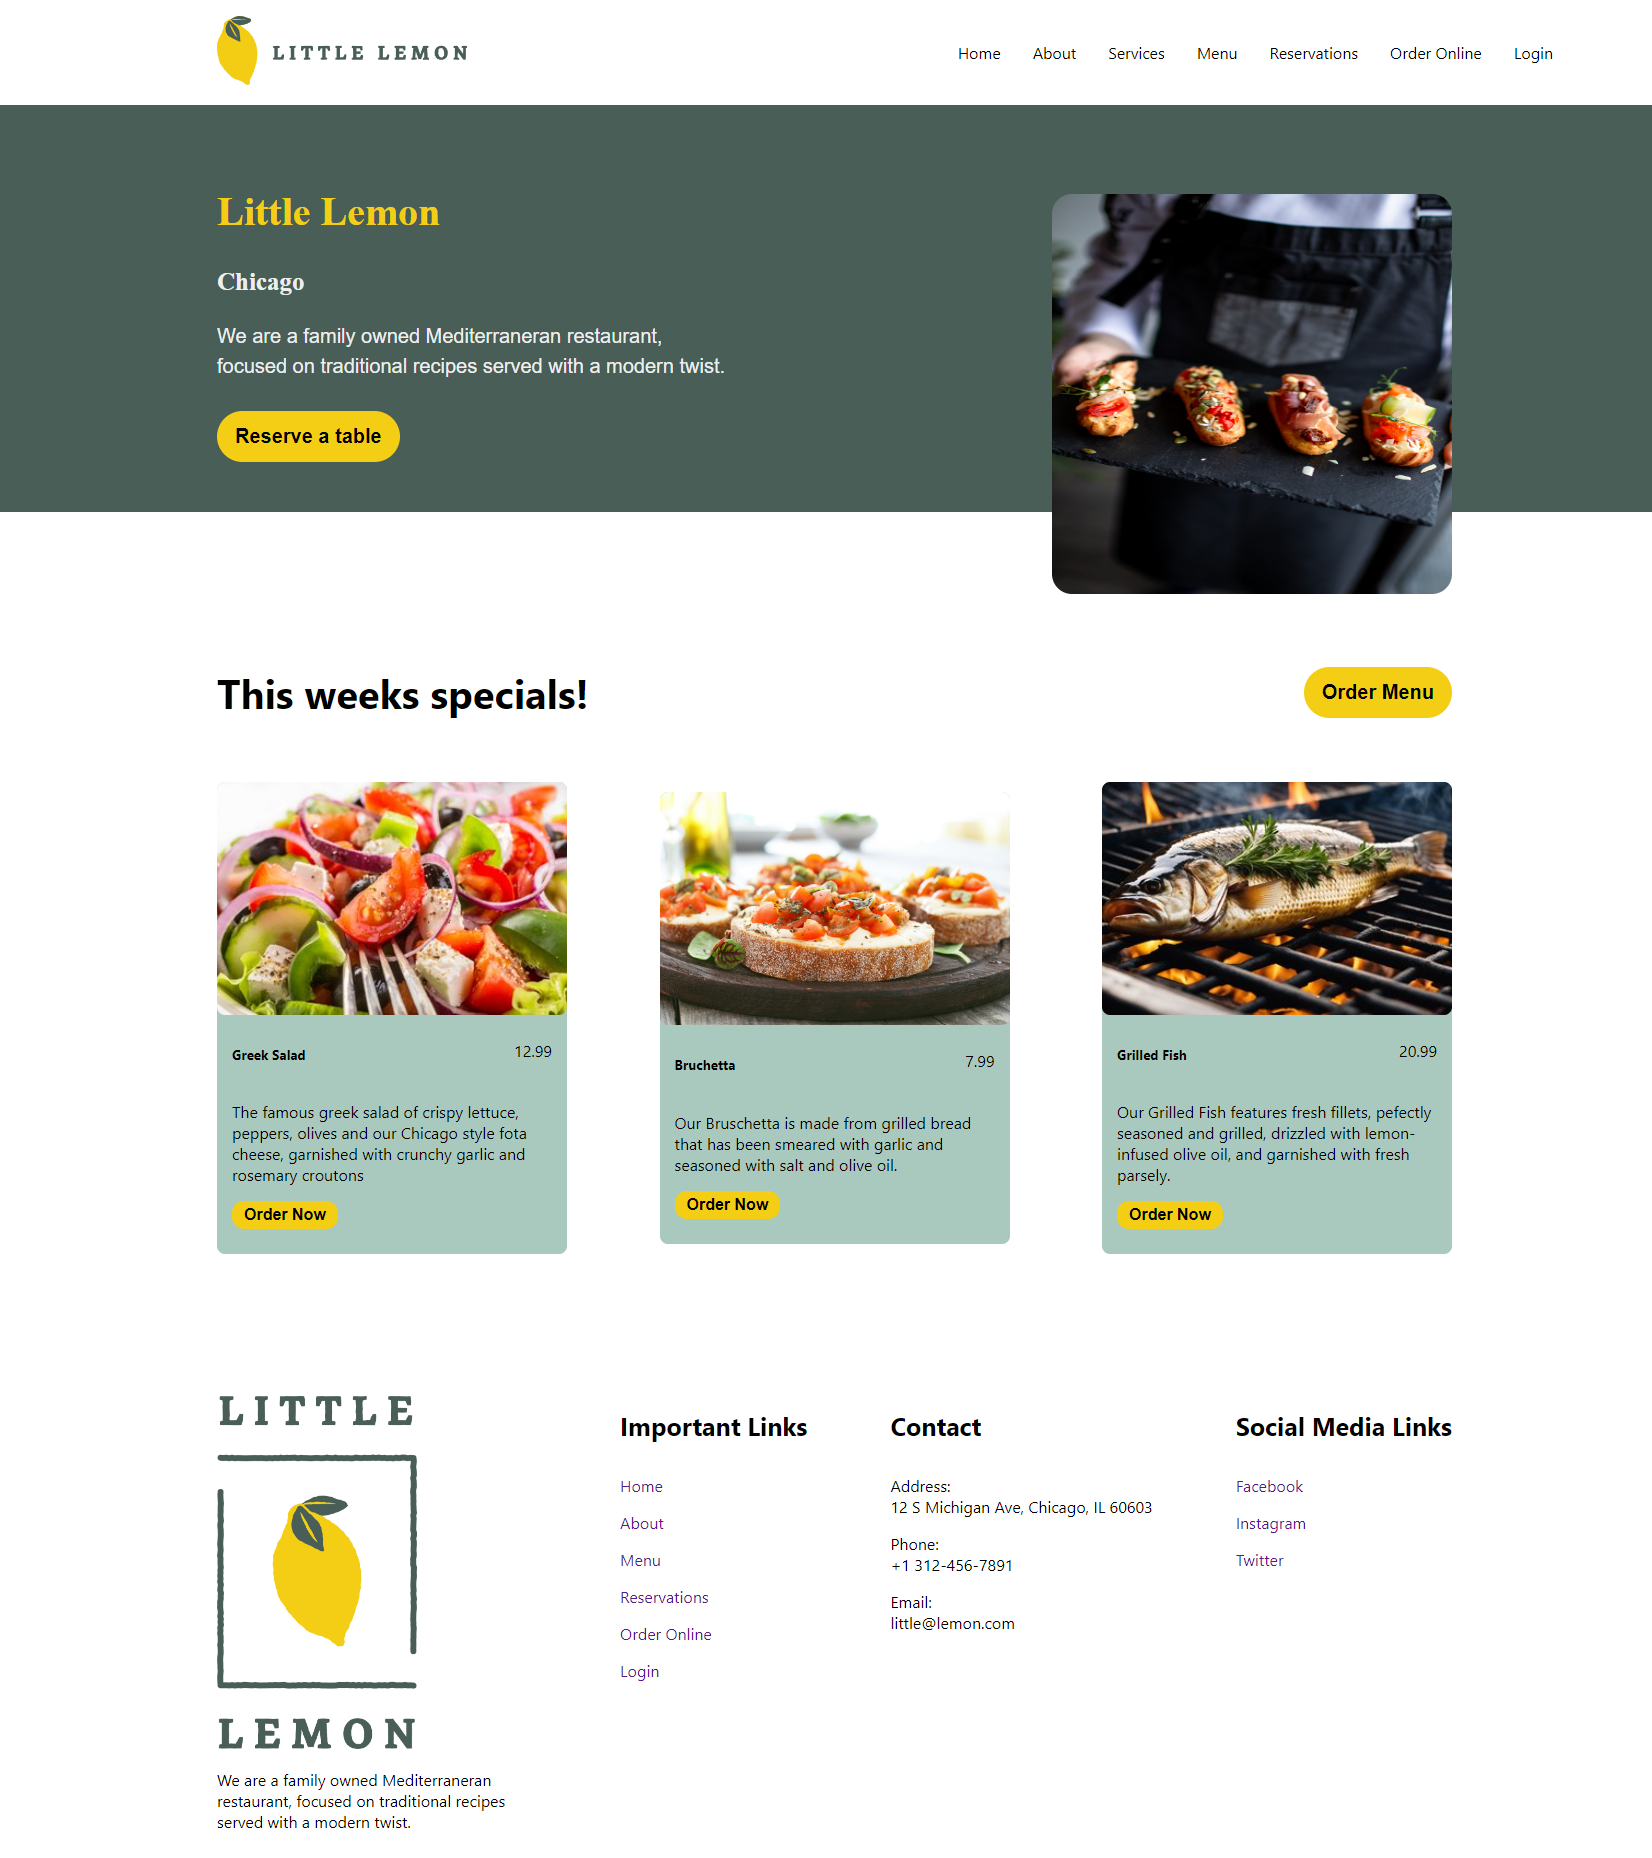 LITTLE LEMON
Home About Services Menu Reservations Order Online Login
Little Lemon
Chicago
We are a family owned Mediterraneran restaurant,
focused on traditional recipes served with a modern twist.
Reserve a table
This weeks specials!
Order Menu
Greek Salad 12.99
The famous greek salad of crispy lettuce,
peppers, olives and our Chicago style fota
cheese, garnished with crunchy garlic and
rosemary croutons
Order Now
Bruchetta 7.99
Our Bruschetta is made from grilled bread
that has been smeared with garlic and
seasoned with salt and olive oil.
Order Now
Grilled Fish 20.99
Our Grilled Fish features fresh fillets, pefectly
seasoned and grilled, drizzled with lemon-
infused olive oil, and garnished with fresh
parsely.
Order Now
LITTLE
LEMON
We are a family owned Mediterraneran
restaurant, focused on traditional recipes
served with a modern twist.
Important Links
Home
About
Menu
Reservations
Order Online
Login
Contact
Address:
12 S Michigan Ave, Chicago, IL 60603
Phone:
+1 312-456-7891
Email:
little@lemon.com
Social Media Links
Facebook
Instagram
Twitter